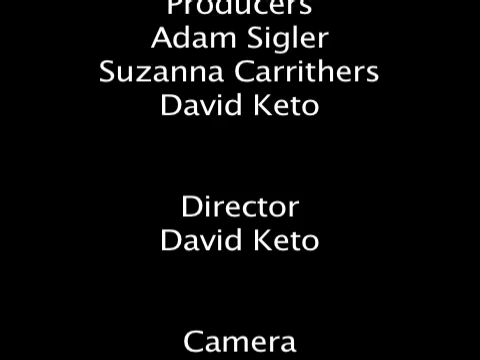 Producers
Adam Sigler
Suzanna Carrithers
David Keto
Director
David Keto
Camera